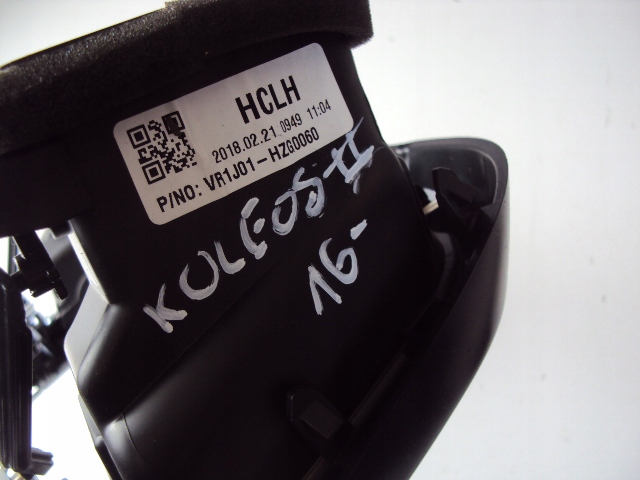 HCLH
2018.02.21 0949 11:04
P/NO: VR1J01-HZG0060
KOLEOS II
16-